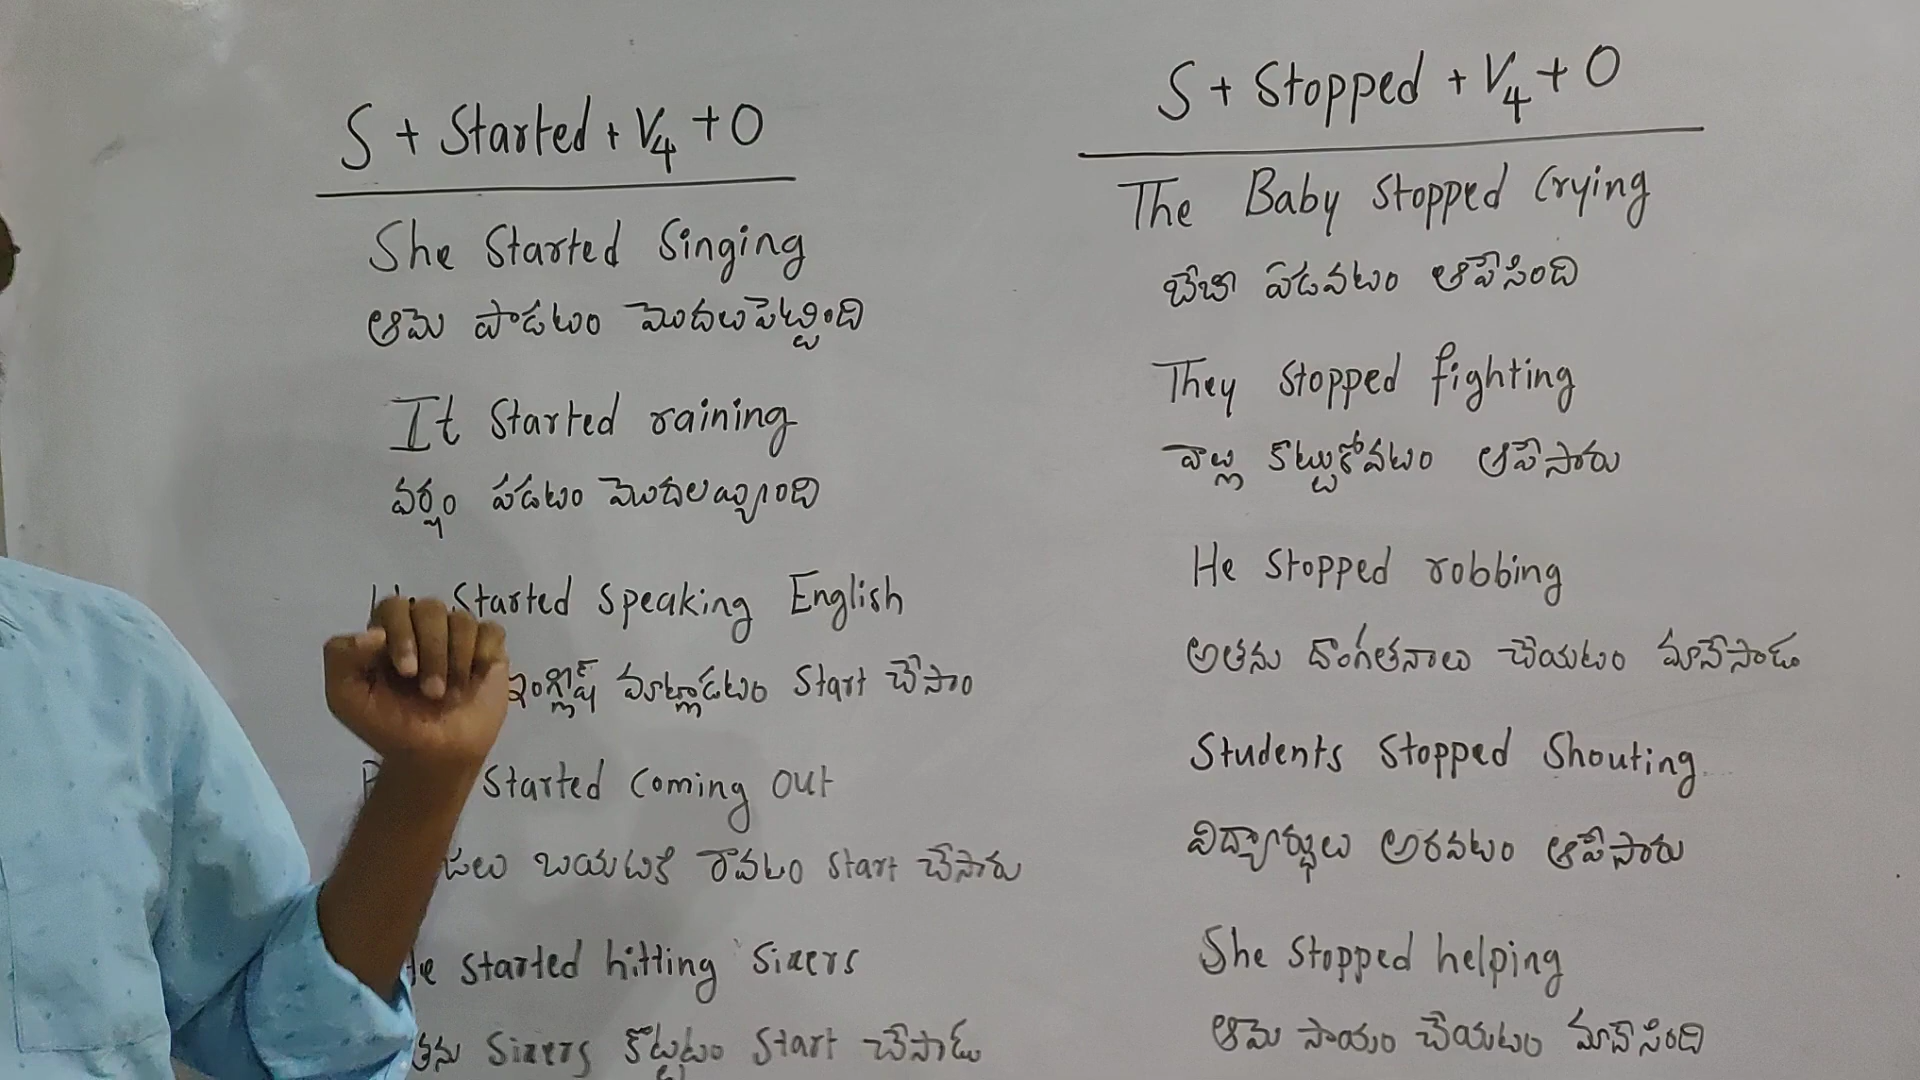 S + Started + V4 + O
She Started Singing
ఆమె పాడటం మొదలుపెట్టింది
It Started raining
వర్షం పడటం మొదలయ్యింది
Started Speaking English
ఇంగ్లీష్ మాట్లాడటం Start చేసాం
Started Coming out
బయటకి రావటం Start చేసారు
He Started hitting Sixers
Sixers కొట్టటం Start చేసాడు
S + Stopped + V4 + O
The Baby Stopped Crying
బేబీ ఏడవటం ఆపేసింది
They Stopped fighting
వాళ్ల కొట్టుకోవటం ఆపేసారు
He Stopped robbing
అతను దొంగతనాలు చేయటం మానేసాడు
Students Stopped Shouting
విద్యార్థులు అరవటం ఆపేసారు
She Stopped helping
ఆమె సాయం చేయటం మానేసింది